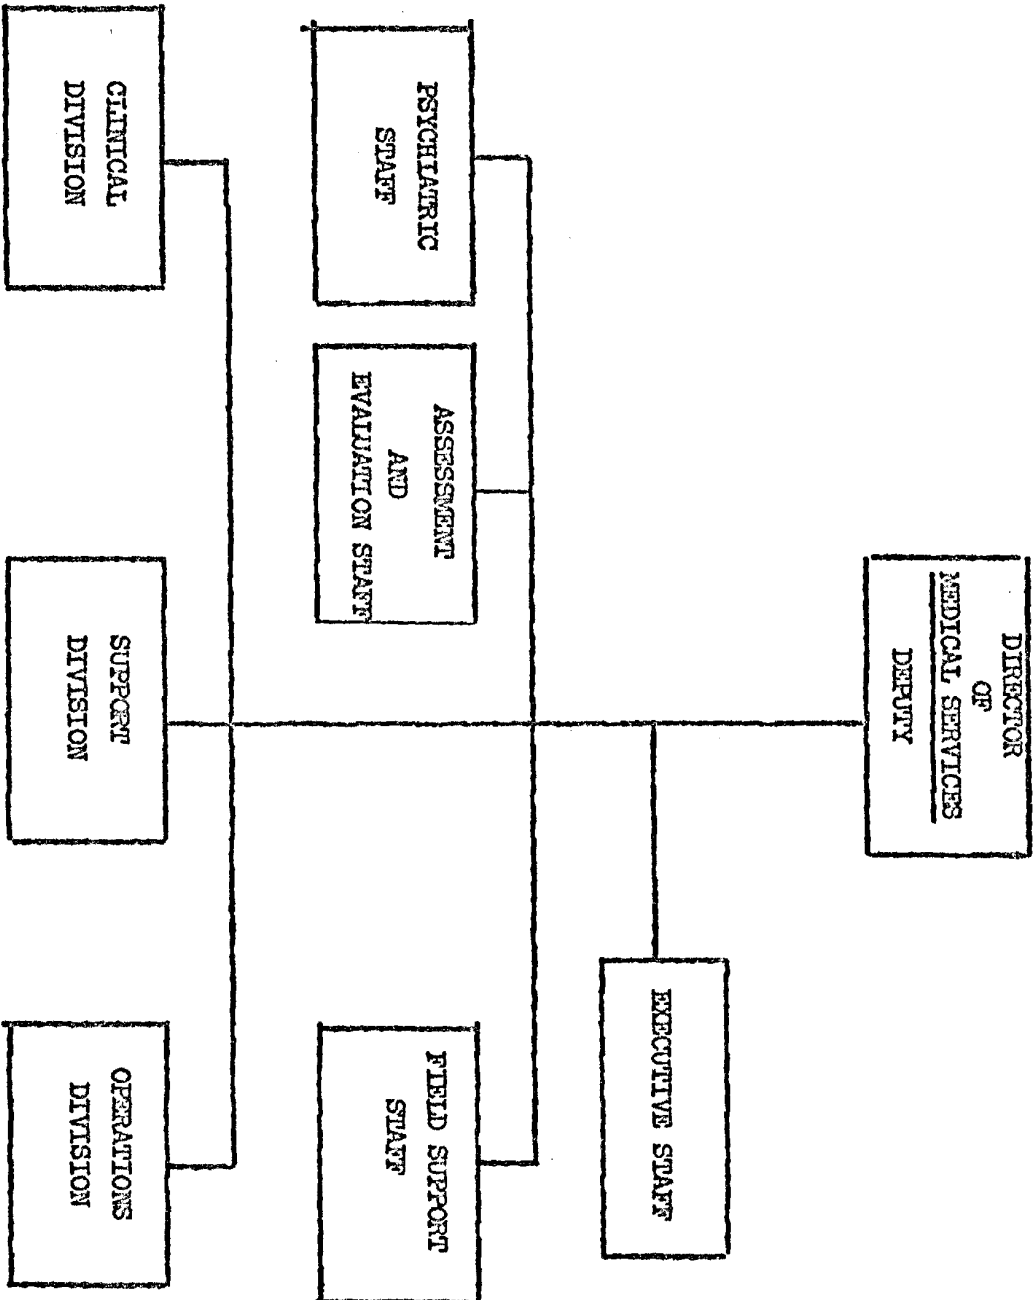 DIRECTOR
OF
MEDICAL SERVICES
DEPUTY
EXECUTIVE STAFF
PSYCHIATRIC
STAFF
ASSESSMENT
AND
EVALUATION STAFF
FIELD SUPPORT
STAFF
CLINICAL
DIVISION
SUPPORT
DIVISION
OPERATIONS
DIVISION